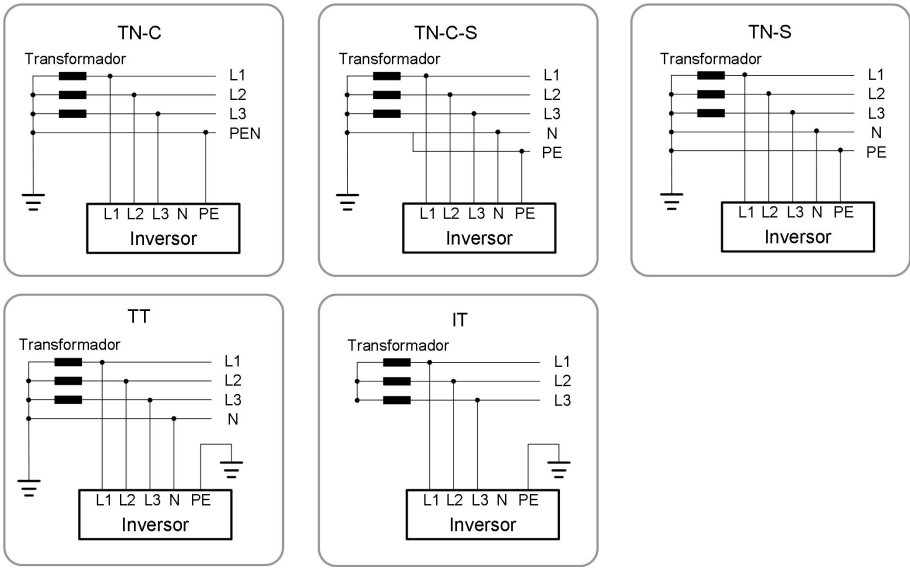 TN-C
Transformador
L1
L2
L3
PEN
L1 L2 L3 N PE
Inversor
TN-C-S
Transformador
L1
L2
L3
N
PE
L1 L2 L3 N PE
Inversor
TN-S
Transformador
L1
L2
L3
N
PE
L1 L2 L3 N PE
Inversor
TT
Transformador
L1
L2
L3
N
L1 L2 L3 N PE
Inversor
IT
Transformador
L1
L2
L3
L1 L2 L3 N PE
Inversor